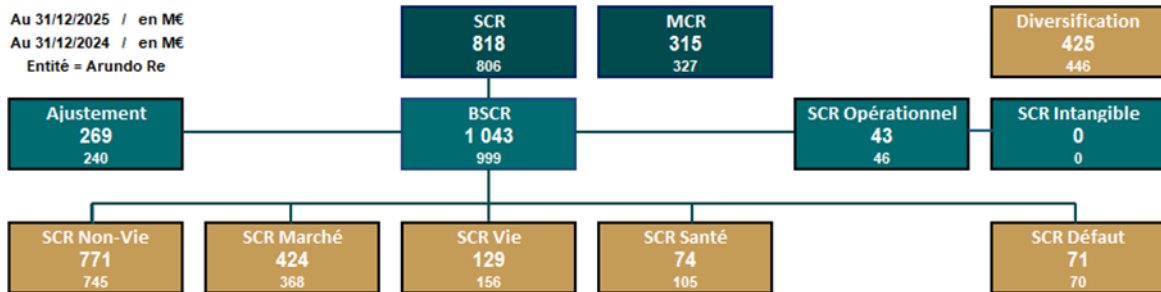 Au 31/12/2025 / en M€
Au 31/12/2024 / en M€
Entité = Arundo Re
SCR
818
806
MCR
315
327
Diversification
425
446
Ajustement
269
240
BSCR
1 043
999
SCR Opérationnel
43
46
SCR Intangible
0
0
SCR Non-Vie
771
745
SCR Marché
424
368
SCR Vie
129
156
SCR Santé
74
105
SCR Défaut
71
70